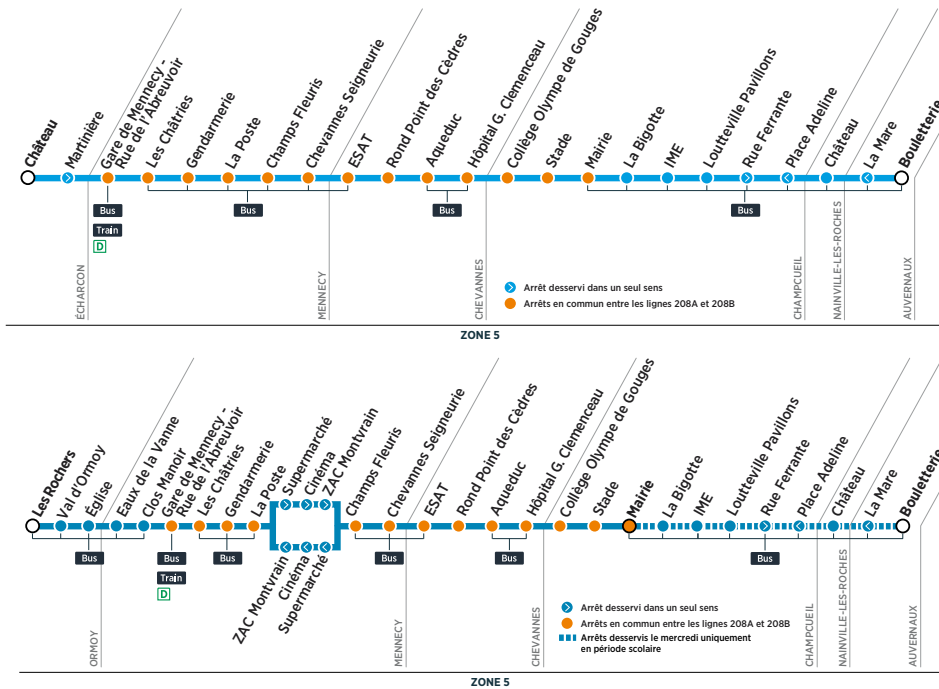 Château
Martinière
Gare de Mennecy -
Rue de l'Abreuvoir
Les Châtries
Gendarmerie
La Poste
Champs Fleuris
Chevannes Seigneurie
ESAT
Rond Point des Cèdres
Aqueduc
Hôpital G. Clemenceau
Collège Olympe de Gouges
Stade
Mairie
La Bigotte
IME
Loutteville Pavillons
Rue Ferrante
Place Adeline
Château
La Mare
Bouletterie
Bus
Train
D
Bus
Bus
Bus
ÉCHARCON
MENNECY
CHEVANNES
CHAMPCUEIL
NAINVILLE-LES-ROCHES
AUVERNAUX
Arrêt desservi dans un seul sens
Arrêts en commun entre les lignes 208A et 208B
ZONE 5
Les Rochers
Val d'Ormoy
Église
Eaux de la Vanne
Clos Manoir
Gare de Mennecy -
Rue de l'Abreuvoir
Les Châtries
Gendarmerie
La Poste
Supermarché
Cinéma
ZAC Montvrain
ZAC Montvrain
Cinéma
Supermarché
Champs Fleuris
Chevannes Seigneurie
ESAT
Rond Point des Cèdres
Aqueduc
Hôpital G. Clemenceau
Collège Olympe de Gouges
Stade
Mairie
La Bigotte
IME
Loutteville Pavillons
Rue Ferrante
Place Adeline
Château
La Mare
Bouletterie
Bus
Bus
Train
D
Bus
Bus
Bus
Bus
ORMOY
MENNECY
CHEVANNES
CHAMPCUEIL
NAINVILLE-LES-ROCHES
AUVERNAUX
Arrêt desservi dans un seul sens
Arrêts en commun entre les lignes 208A et 208B
Arrêts desservis le mercredi uniquement
en période scolaire
ZONE 5